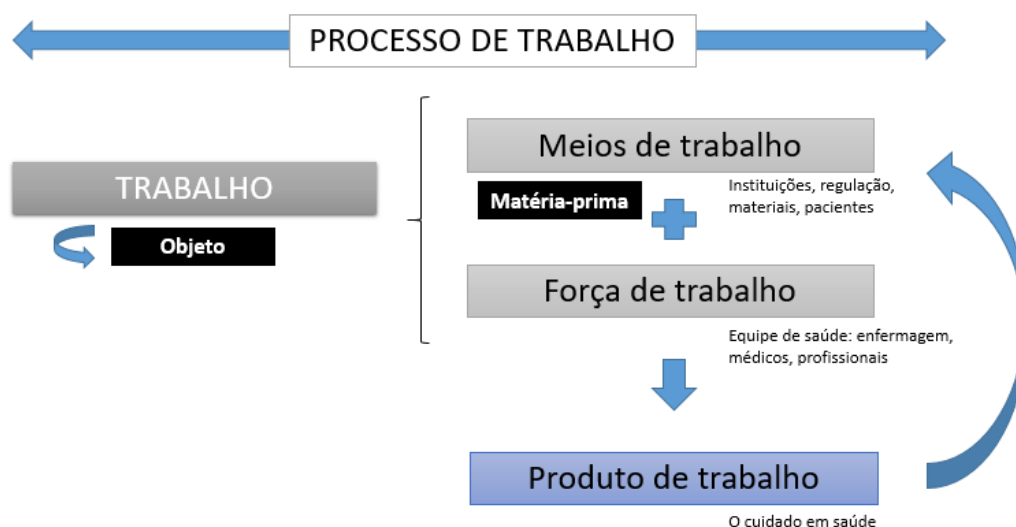 PROCESSO DE TRABALHO
TRABALHO
Objeto
Meios de trabalho
Matéria-prima
Instituições, regulação,
materiais, pacientes
Força de trabalho
Equipe de saúde: enfermagem,
médicos, profissionais
Produto de trabalho
O cuidado em saúde